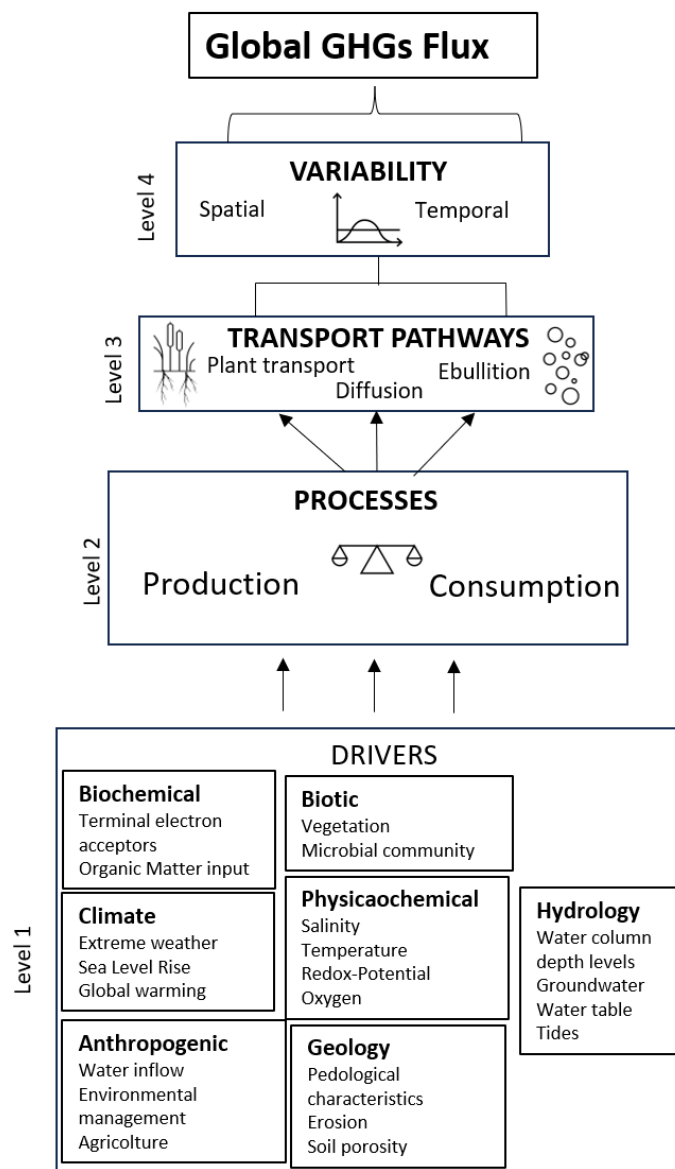 Global GHGs Flux
Level 4
VARIABILITY
Spatial
Temporal
Level 3
TRANSPORT PATHWAYS
Plant transport
Diffusion
Ebullition
Level 2
PROCESSES
Production
Consumption
Level 1
DRIVERS
Biochemical
Terminal electron
acceptors
Organic Matter input
Biotic
Vegetation
Microbial community
Climate
Extreme weather
Sea Level Rise
Global warming
Physicaochemical
Salinity
Temperature
Redox-Potential
Oxygen
Hydrology
Water column
depth levels
Groundwater
Water table
Tides
Anthropogenic
Water inflow
Environmental
management
Agricolture
Geology
Pedological
characteristics
Erosion
Soil porosity